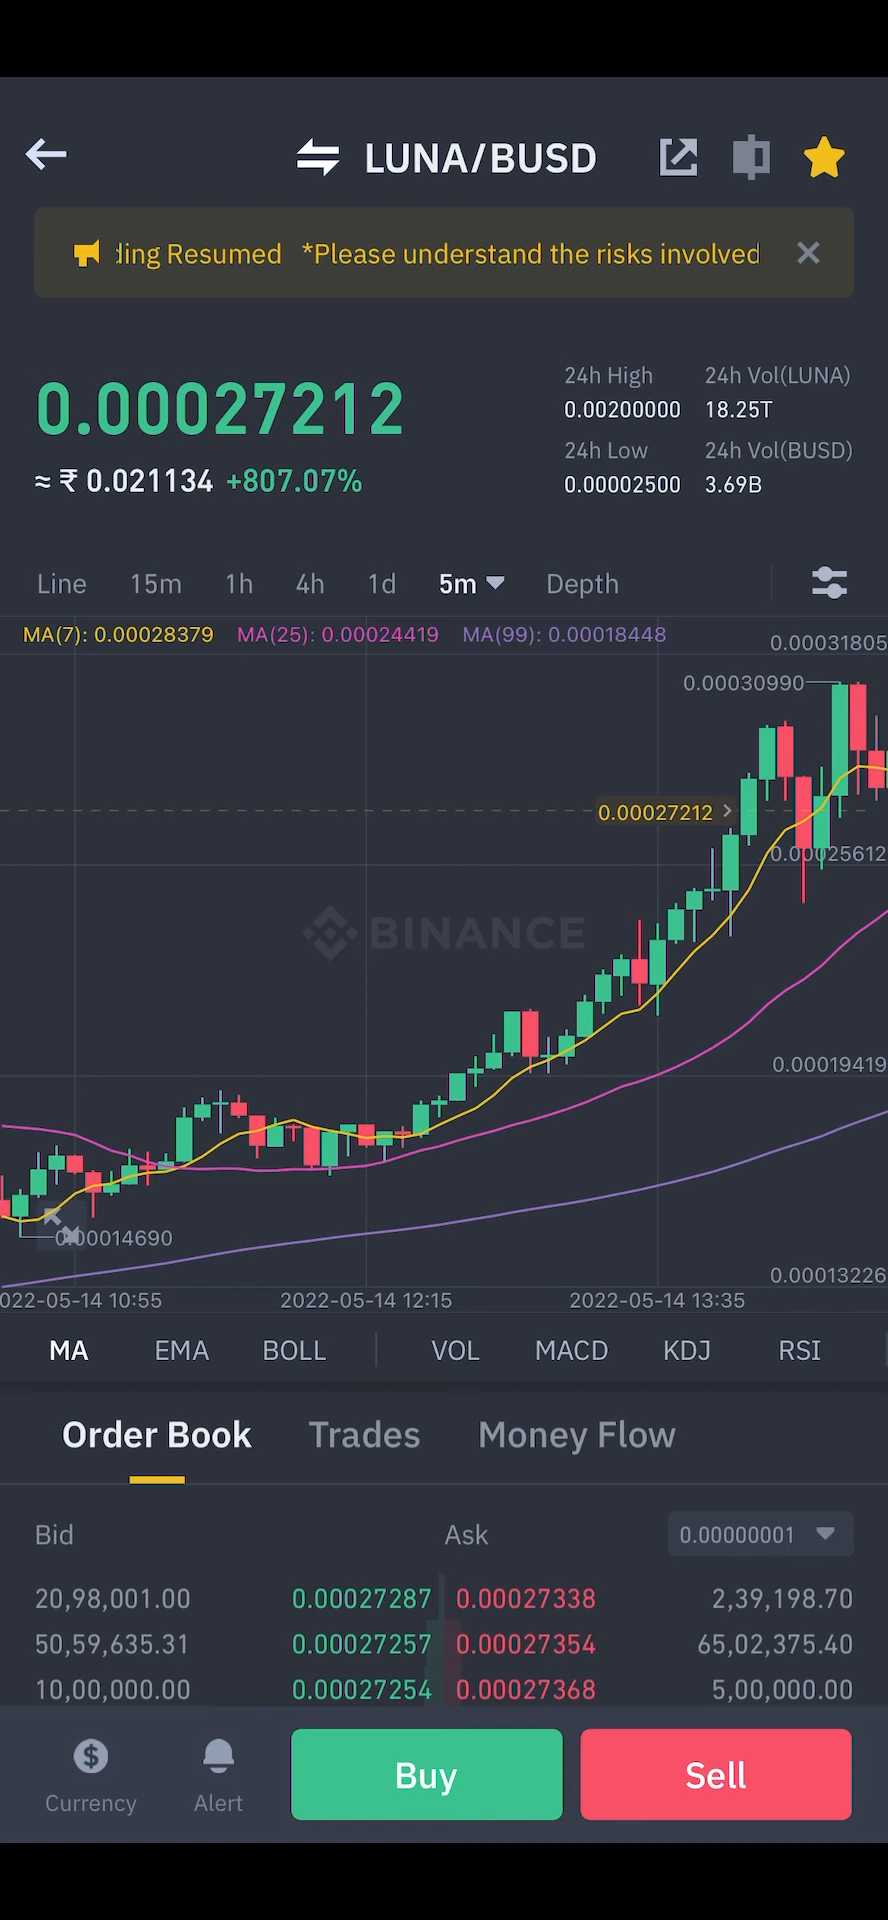 LUNA/BUSD
ding Resumed *Please understand the risks involved
0.00027212
≈ ₹ 0.021134 +807.07%
24h High 24h Vol(LUNA)
0.00200000 18.25T
24h Low 24h Vol(BUSD)
0.00002500 3.69B
Line 15m 1h 4h 1d 5m Depth
MA(7): 0.00028379 MA(25): 0.00024419 MA(99): 0.00018448
0.00031805
0.00030990
0.00027212
0.00025612
BINANCE
0.00019419
0.00014690
0.00013226
022-05-14 10:55 2022-05-14 12:15 2022-05-14 13:35
MA EMA BOLL VOL MACD KDJ RSI
Order Book Trades Money Flow
Bid Ask 0.00000001
20,98,001.00 0.00027287 0.00027338 2,39,198.70
50,59,635.31 0.00027257 0.00027354 65,02,375.40
10,00,000.00 0.00027254 0.00027368 5,00,000.00
Currency Alert Buy Sell